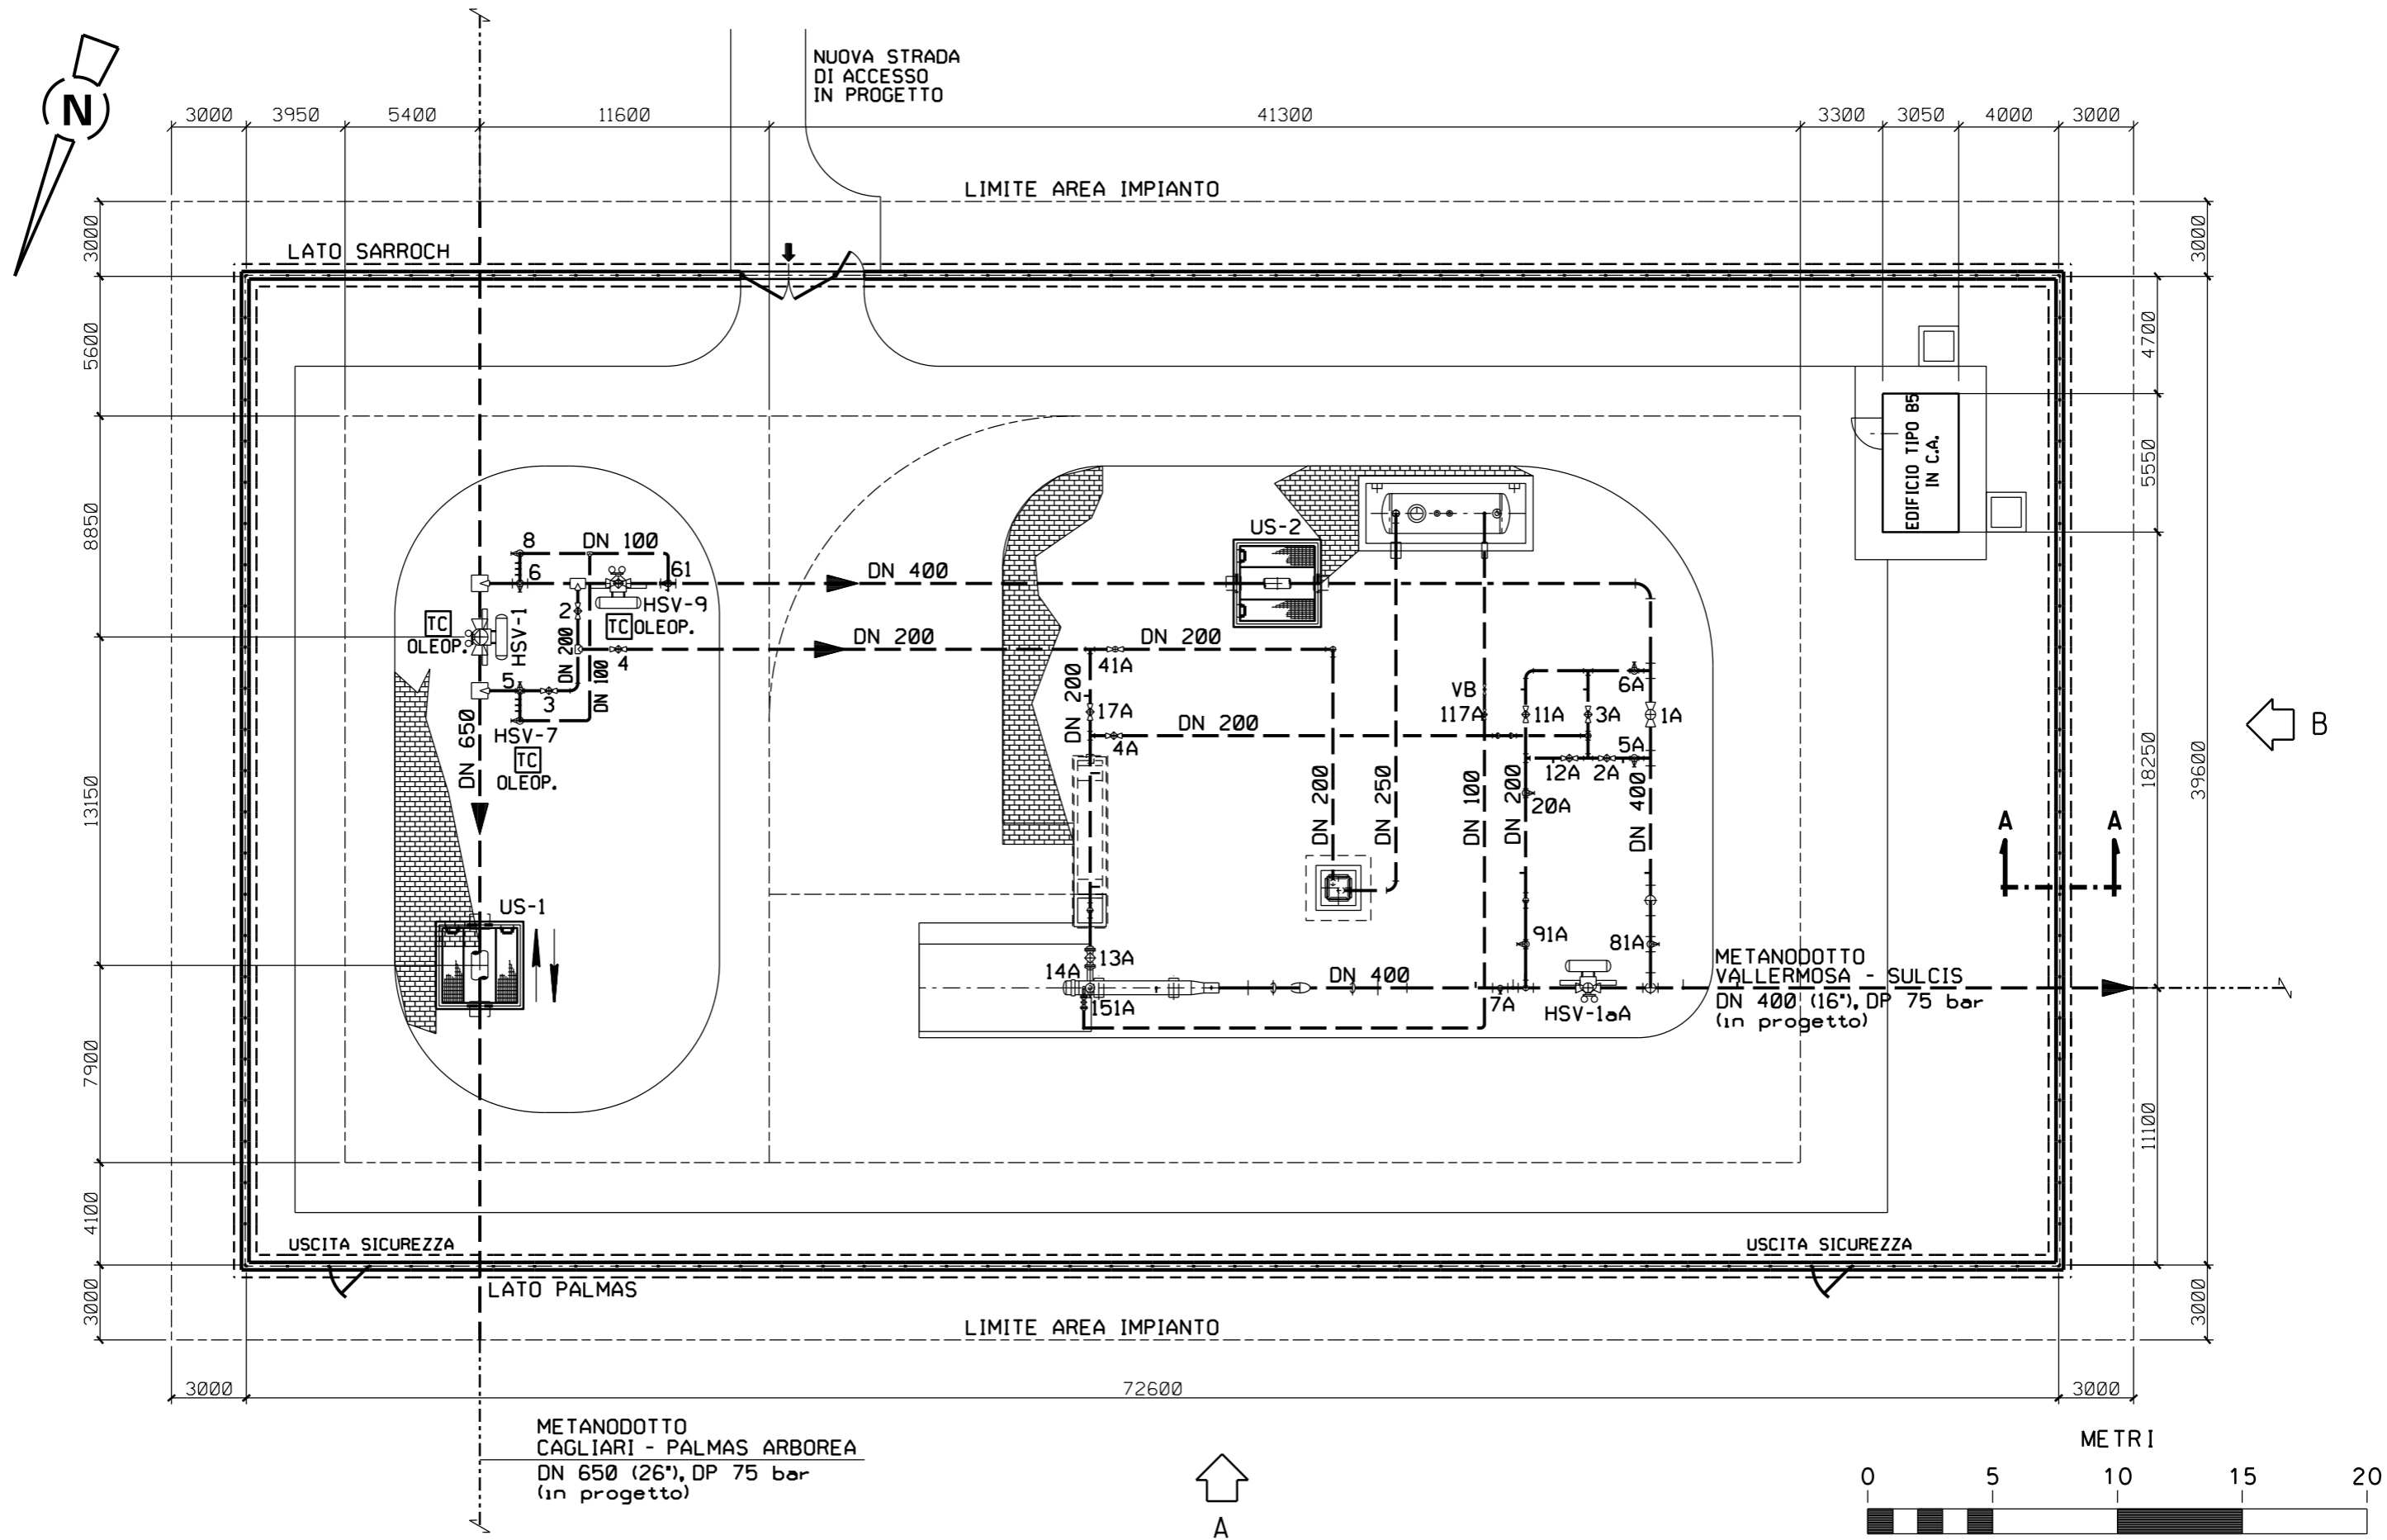 NUOVA STRADA
DI ACCESSO
IN PROGETTO
N
3000 3950 5400 11600 41300 3300 3050 4000 3000
LIMITE AREA IMPIANTO
LATO SARROCH
3000
5600
8850
13150
7900
4100
3000
3000
4700
5550
18250
11100
39600
3000
EDIFICIO TIPO B5
IN C.A.
US-2
8 DN 100
6 61
DN 400
2 HSV-9
TC OLEOP.
TC
OLEOP.
HSV-1
DN 200
DN 100
4
DN 200 DN 200
41A
5
3
HSV-7
TC
OLEOP.
DN 650
DN 200
17A
4A
DN 200
VB
117A
11A
3A
6A
1A
5A
12A 2A
20A
DN 200
DN 250
DN 100
DN 200
DN 400
B
A A
US-1
13A
14A
151A
DN 400
91A
81A
7A
HSV-1aA
METANODOTTO
VALLERMOSA - SULCIS
DN 400 (16"), DP 75 bar
(in progetto)
USCITA SICUREZZA USCITA SICUREZZA
LATO PALMAS
LIMITE AREA IMPIANTO
3000 72600 3000
METANODOTTO
CAGLIARI - PALMAS ARBOREA
DN 650 (26"), DP 75 bar
(in progetto)
A
METRI
0 5 10 15 20